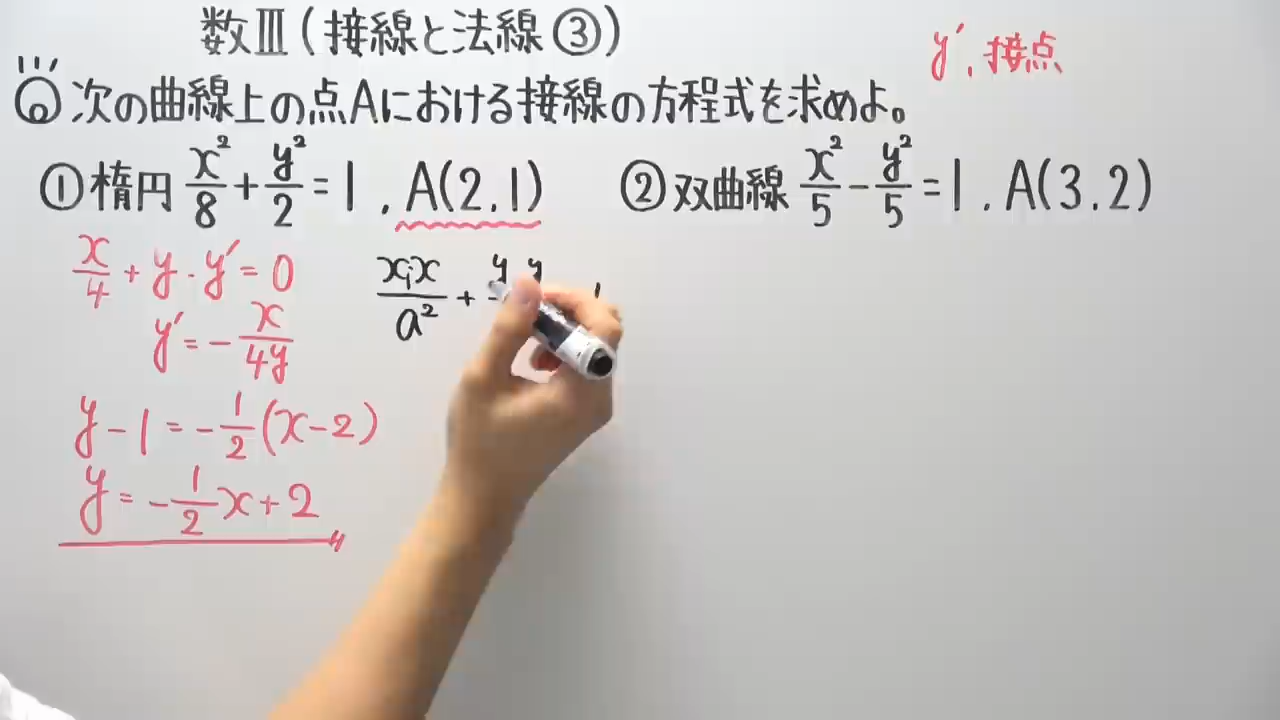 数Ⅲ(接線と法線③)
y′, 接点
Q 次の曲線上の点Aにおける接線の方程式を求めよ。
①楕円 x²/8 + y²/2 = 1, A(2,1)
②双曲線 x²/5 - y²/5 = 1, A(3,2)
x/4 + y・y′ = 0
y′ = - x/4y
y-1 = -1/2(x-2)
y = -1/2x+2
x₁x/a² + y y